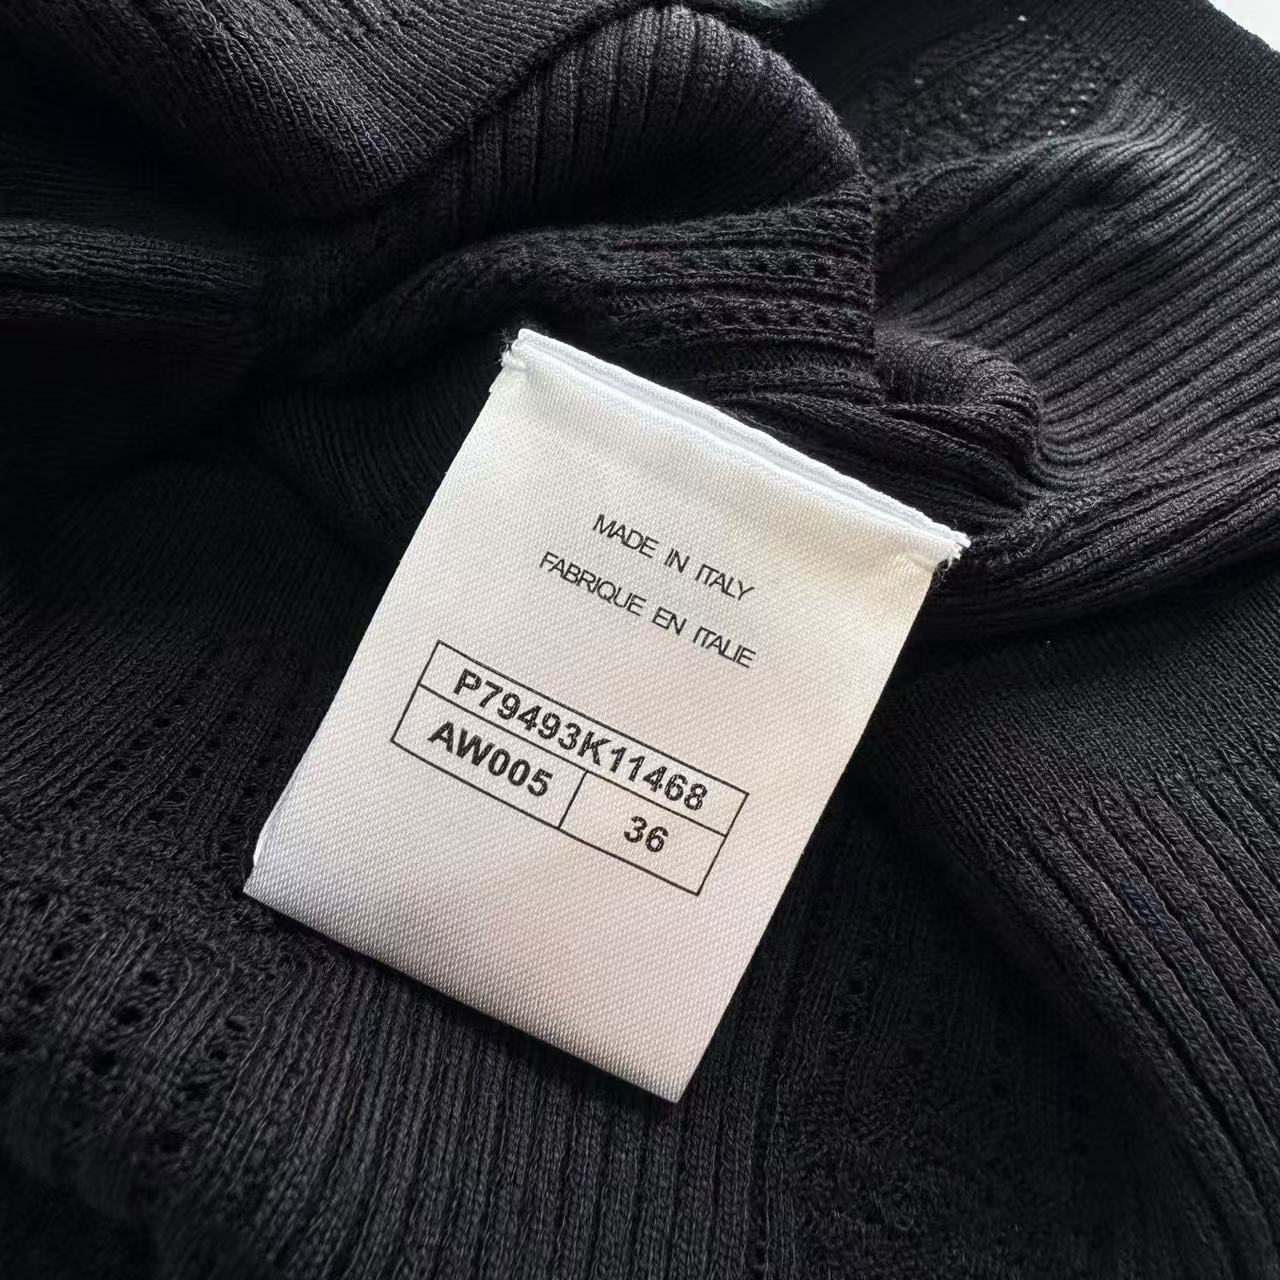 MADE IN ITALY
FABRIQUE EN ITALIE
P79493K11468
AW005 36